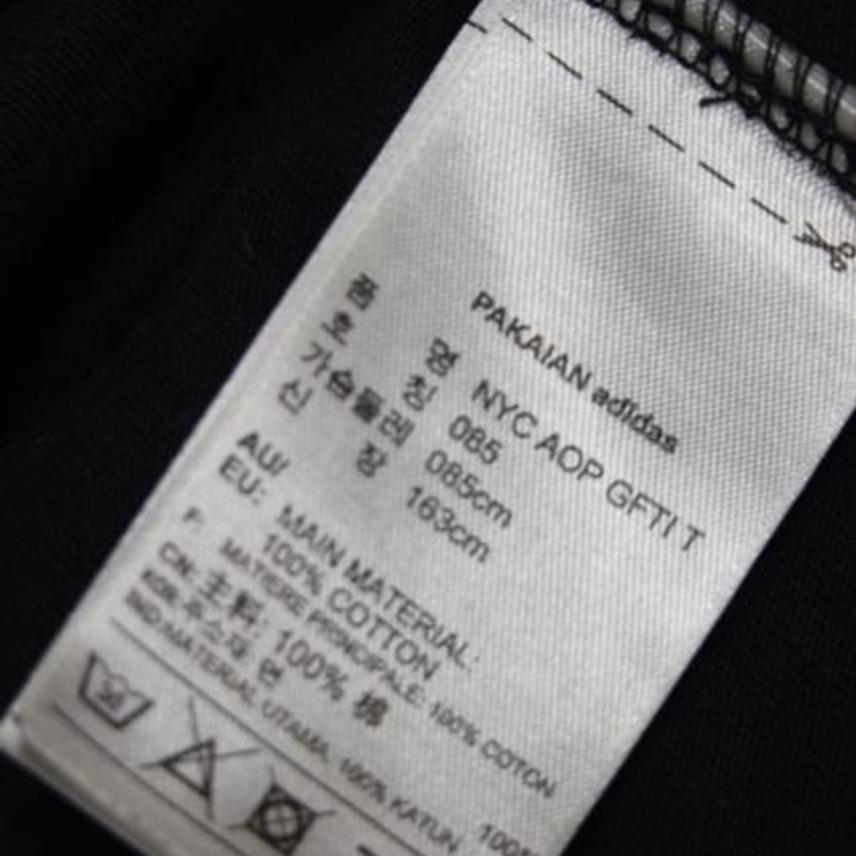 PAKAIAN adidas
품 명 NYC AOP GFTI T
호 칭 085
가슴둘레 085cm
신 장 163cm
AU/
EU: MAIN MATERIAL:
100% COTTON
F: MATIERE PRINCIPALE: 100% COTON
CN: 主料: 100% 棉
KOR: 주소재: 면 100%
IND: MATERIAL UTAMA: 100% KATUN
30